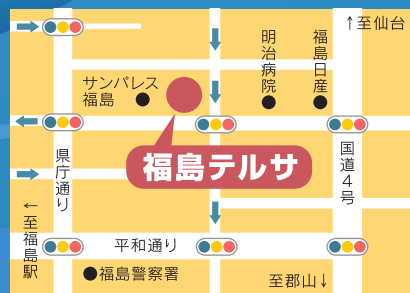 ↑至仙台
明治病院
福島日産
サンパレス
福島
福島テルサ
県庁通り
国道4号
←至福島駅
平和通り
福島警察署
至郡山↓